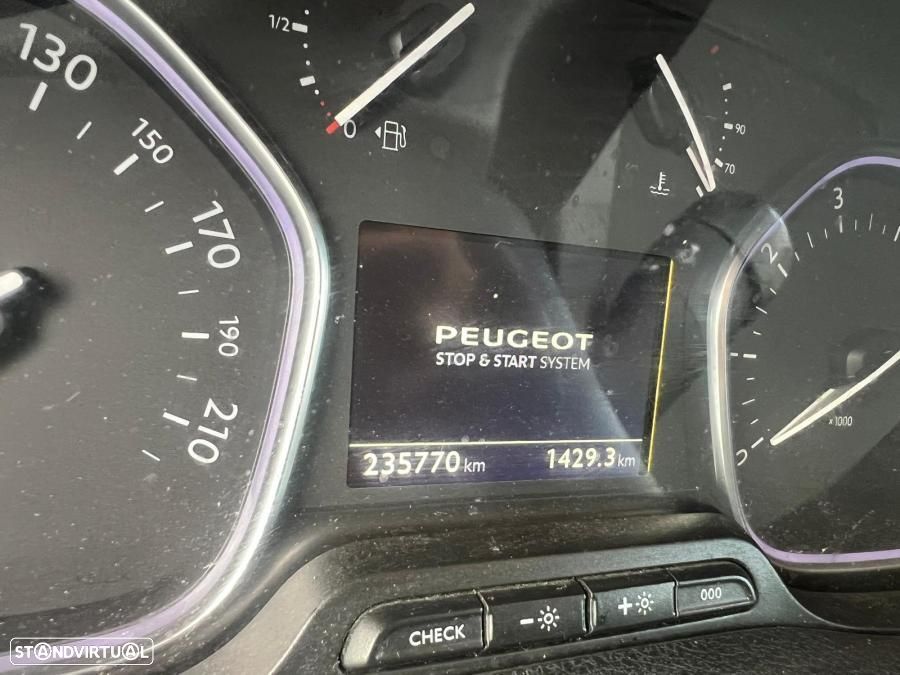 130
150
170
190
210
1/2
0
90
70
2
3
x1000
PEUGEOT
STOP & START SYSTEM
235770 km 1429.3 km
CHECK - + 000
STANDVIRTUAL